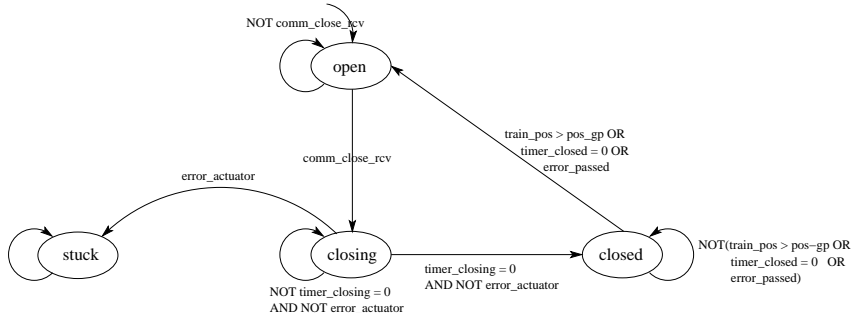 NOT comm_close_rcv
open
train_pos > pos_gp OR
timer_closed = 0 OR
error_passed
comm_close_rcv
error_actuator
stuck
closing
closed
NOT(train_pos > pos−gp OR
timer_closed = 0 OR
error_passed)
timer_closing = 0
AND NOT error_actuator
NOT timer_closing = 0
AND NOT error_actuator